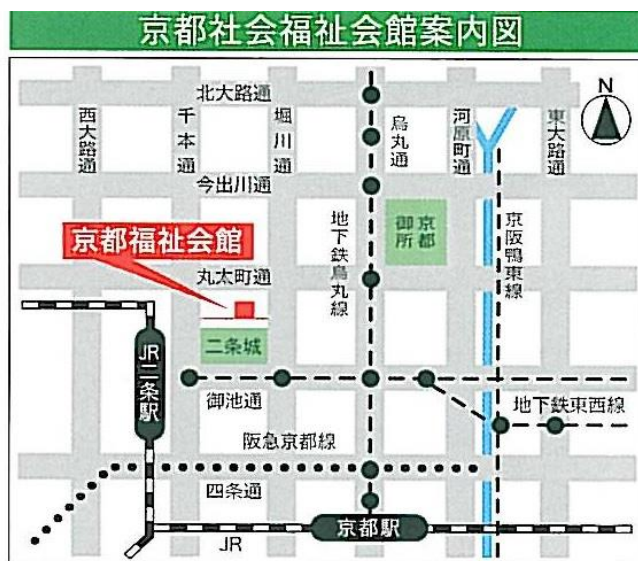 京都社会福祉会館案内図
北大路通
西大路通
千本通
堀川通
烏丸通
河原町通
東大路通
N
今出川通
地下鉄烏丸線
京都御所
京阪鴨東線
京都福祉会館
丸太町通
二条城
JR二条駅
御池通
地下鉄東西線
阪急京都線
四条通
京都駅
JR